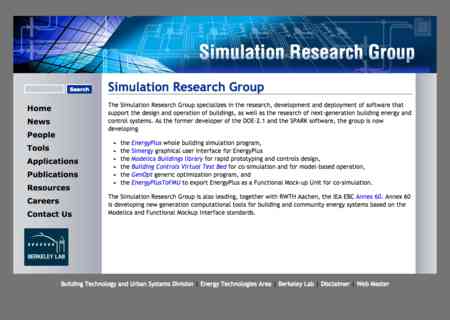 Simulation Research Group
Search
Home
News
People
Tools
Applications
Publications
Resources
Careers
Contact Us
BERKELEY LAB
Simulation Research Group
The Simulation Research Group specializes in the research, development and deployment of software that
support the design and operation of buildings, as well as the research of next-generation building energy and
control systems. As the former developer of the DOE-2.1 and the SPARK software, the group is now
developing
• the EnergyPlus whole building simulation program,
• the Simergy graphical user interface for EnergyPlus
• the Modelica Buildings library for rapid prototyping and controls design,
• the Building Controls Virtual Test Bed for co-simulation and for model-based operation,
• the GenOpt generic optimization program, and
• the EnergyPlusToFMU to export EnergyPlus as a Functional Mock-up Unit for co-simulation.
The Simulation Research Group is also leading, together with RWTH Aachen, the IEA EBC Annex 60. Annex 60
is developing new generation computational tools for building and community energy systems based on the
Modelica and Functional Mockup Interface standards.
Building Technology and Urban Systems Division | Energy Technologies Area | Berkeley Lab | Disclaimer | Web Master